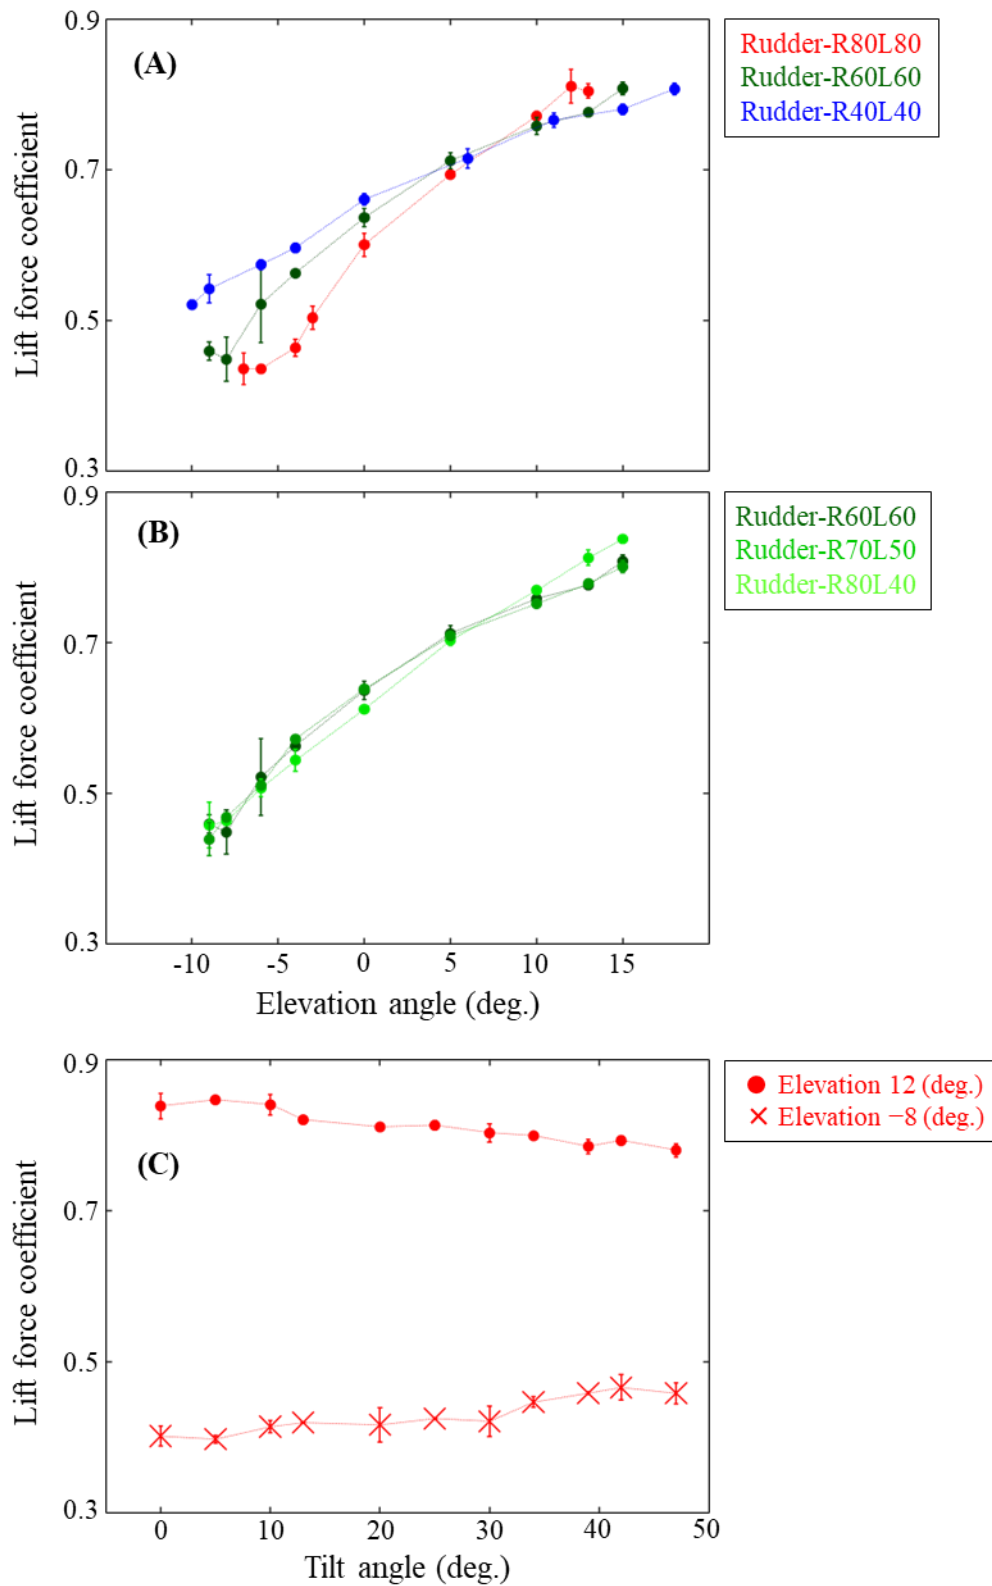 0.9
(A)
Rudder-R80L80
Rudder-R60L60
Rudder-R40L40
0.7
Lift force coefficient
0.5
0.3
0.9
(B)
Rudder-R60L60
Rudder-R70L50
Rudder-R80L40
0.7
Lift force coefficient
0.5
0.3
-10 -5 0 5 10 15
Elevation angle (deg.)
0.9
Elevation 12 (deg.)
Elevation −8 (deg.)
(C)
0.7
Lift force coefficient
0.5
0.3
0 10 20 30 40 50
Tilt angle (deg.)